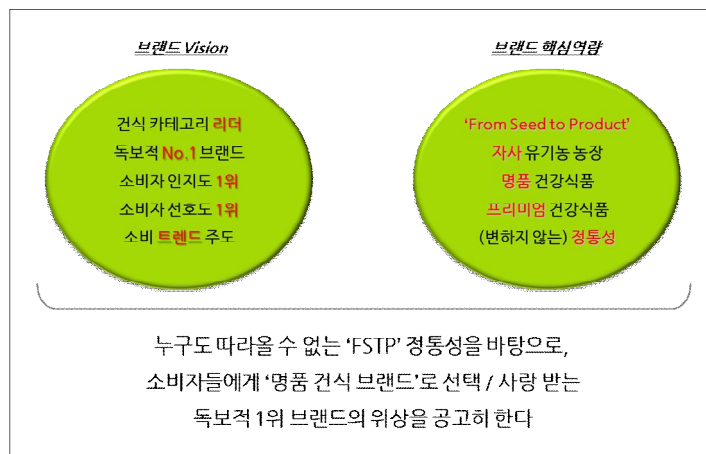 브랜드 Vision
건식 카테고리 리더
독보적 No.1 브랜드
소비자 인지도 1위
소비자 선호도 1위
소비 트렌드 주도
브랜드 핵심역량
‘From Seed to Product’
자사 유기농 농장
명품 건강식품
프리미엄 건강식품
(변하지 않는) 정통성
누구도 따라올 수 없는 ‘FSTP’ 정통성을 바탕으로,
소비자들에게 ‘명품 건식 브랜드’로 선택 / 사랑 받는
독보적 1위 브랜드의 위상을 공고히 한다